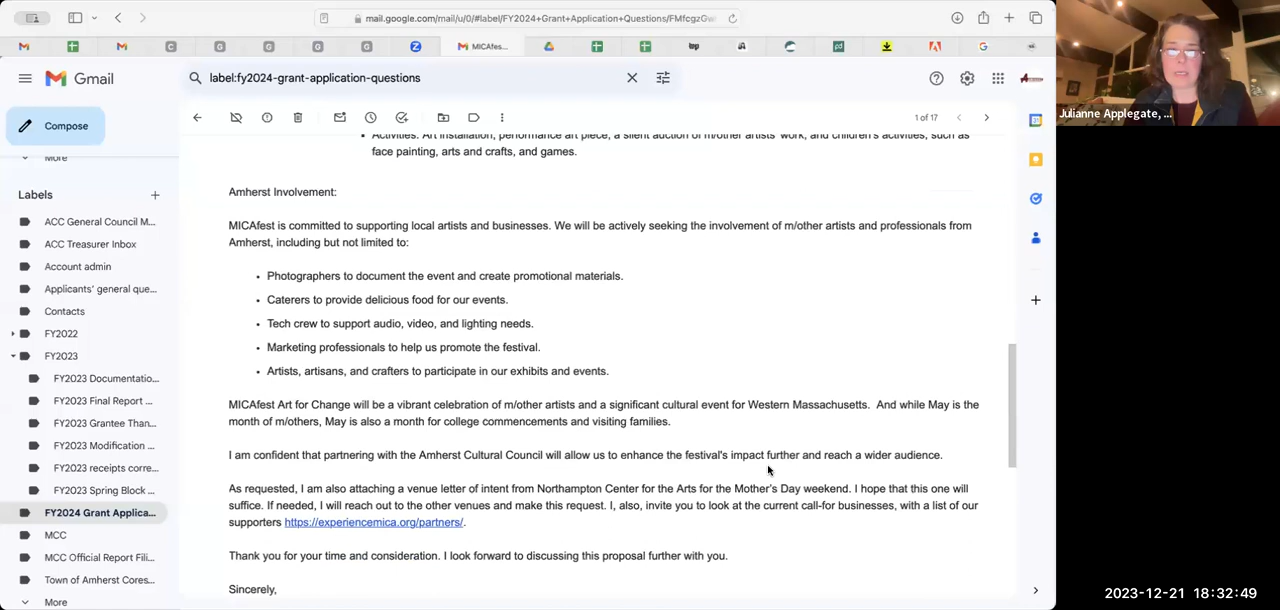 mail.google.com/mail/u/0/#label/FY2024+Grant+Application+Questions/FMfcgzGw
MICAfes...
Gmail
label:fy2024-grant-application-questions
Compose
1 of 17
More
Labels
ACC General Council M...
ACC Treasurer Inbox
Account admin
Applicants' general que...
Contacts
FY2022
FY2023
FY2023 Documentatio...
FY2023 Final Report ...
FY2023 Grantee Than...
FY2023 Modification ...
FY2023 receipts corre...
FY2023 Spring Block ...
FY2024 Grant Applica...
MCC
MCC Official Report Fili...
Town of Amherst Cores...
More
Activities: Art installation, performance art piece, a silent auction of m/other artists' work, and children's activities, such as
face painting, arts and crafts, and games.
Amherst Involvement:
MICAfest is committed to supporting local artists and businesses. We will be actively seeking the involvement of m/other artists and professionals from
Amherst, including but not limited to:
• Photographers to document the event and create promotional materials.
• Caterers to provide delicious food for our events.
• Tech crew to support audio, video, and lighting needs.
• Marketing professionals to help us promote the festival.
• Artists, artisans, and crafters to participate in our exhibits and events.
MICAfest Art for Change will be a vibrant celebration of m/other artists and a significant cultural event for Western Massachusetts.  And while May is the
month of m/others, May is also a month for college commencements and visiting families.
I am confident that partnering with the Amherst Cultural Council will allow us to enhance the festival's impact further and reach a wider audience.
As requested, I am also attaching a venue letter of intent from Northampton Center for the Arts for the Mother's Day weekend. I hope that this one will
suffice. If needed, I will reach out to the other venues and make this request. I, also, invite you to look at the current call-for businesses, with a list of our
supporters https://experiencemica.org/partners/.
Thank you for your time and consideration. I look forward to discussing this proposal further with you.
Sincerely,
Julianne Applegate, ...
2023-12-21 18:32:49